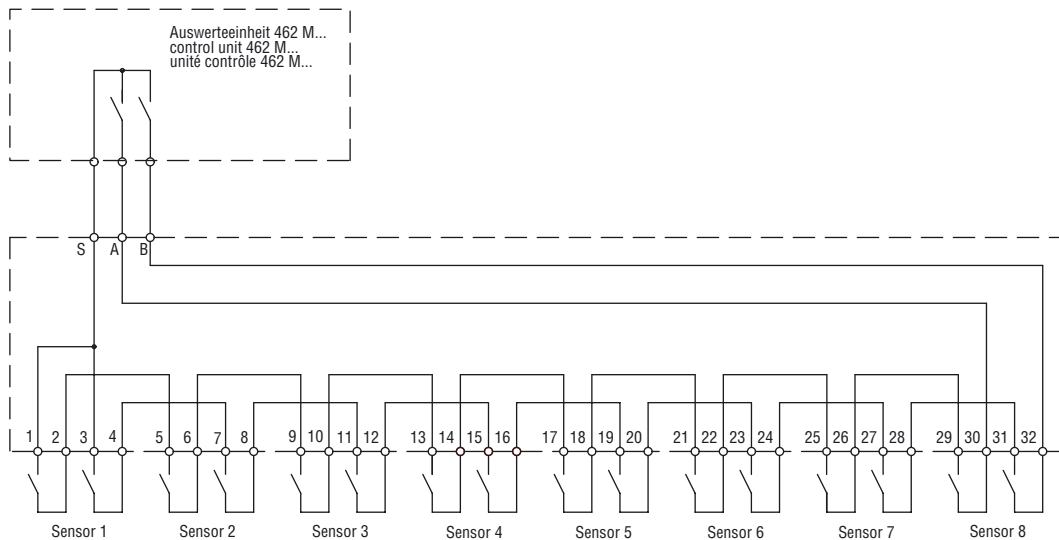 Auswerteeinheit 462 M...
control unit 462 M...
unité contrôle 462 M...
S A B
1 2 3 4 5 6 7 8 9 10 11 12 13 14 15 16 17 18 19 20 21 22 23 24 25 26 27 28 29 30 31 32
Sensor 1 Sensor 2 Sensor 3 Sensor 4 Sensor 5 Sensor 6 Sensor 7 Sensor 8